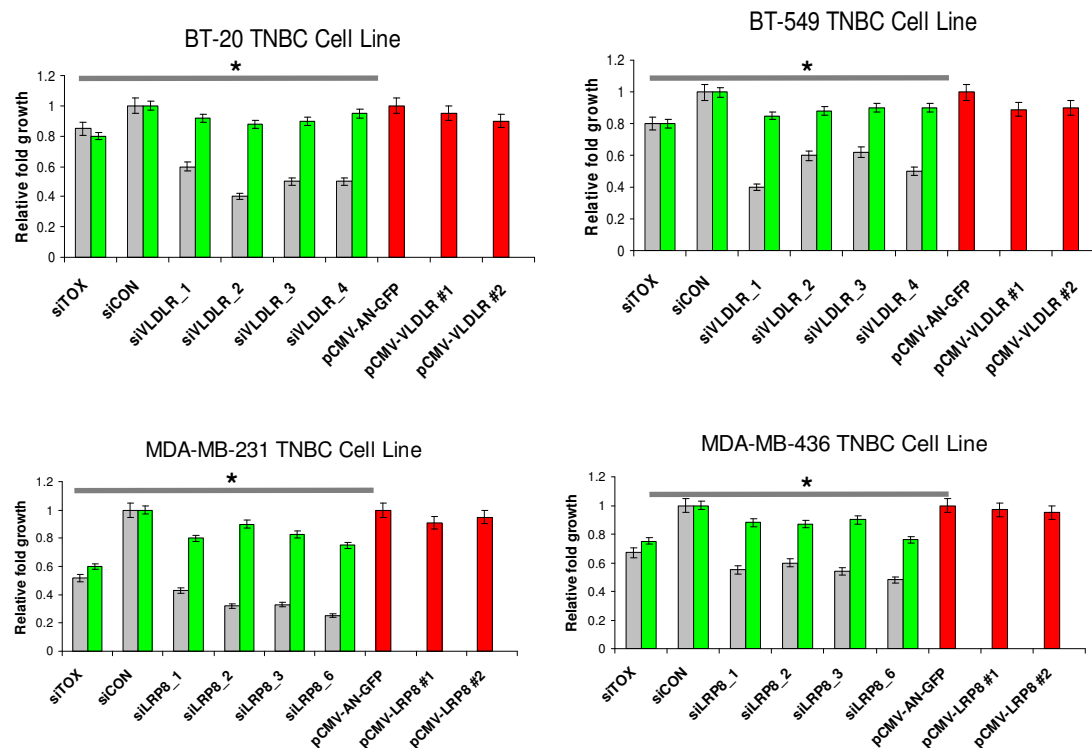 BT-20 TNBC Cell Line
*
Relative fold growth
1.2
1
0.8
0.6
0.4
0.2
0
siTOX
siCON
siVLDLR_1
siVLDLR_2
siVLDLR_3
siVLDLR_4
pCMV-AN-GFP
pCMV-VLDLR #1
pCMV-VLDLR #2
BT-549 TNBC Cell Line
*
Relative fold growth
1.2
1
0.8
0.6
0.4
0.2
0
siTOX
siCON
siVLDLR_1
siVLDLR_2
siVLDLR_3
siVLDLR_4
pCMV-AN-GFP
pCMV-VLDLR #1
pCMV-VLDLR #2
MDA-MB-231 TNBC Cell Line
*
Relative fold growth
1.2
1
0.8
0.6
0.4
0.2
0
siTOX
siCON
siLRP8_1
siLRP8_2
siLRP8_3
siLRP8_6
pCMV-AN-GFP
pCMV-LRP8 #1
pCMV-LRP8 #2
MDA-MB-436 TNBC Cell Line
*
Relative fold growth
1.2
1
0.8
0.6
0.4
0.2
0
siTOX
siCON
siLRP8_1
siLRP8_2
siLRP8_3
siLRP8_6
pCMV-AN-GFP
pCMV-LRP8 #1
pCMV-LRP8 #2